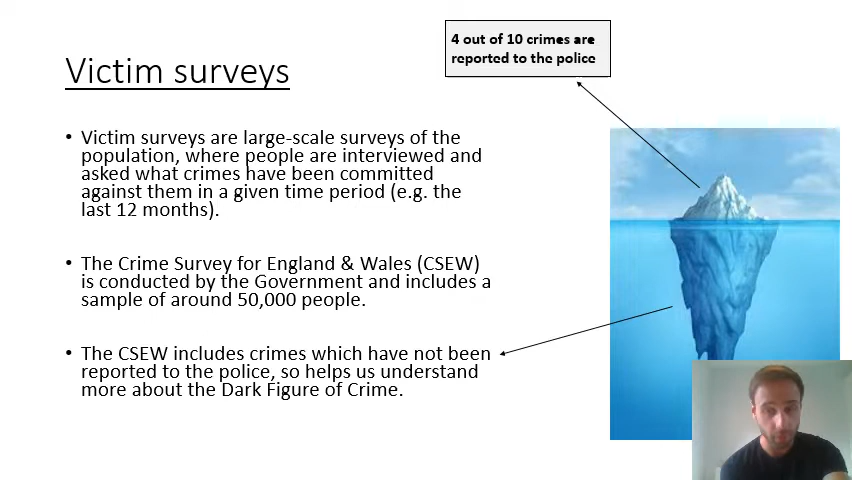 4 out of 10 crimes are
reported to the police
Victim surveys
• Victim surveys are large-scale surveys of the
population, where people are interviewed and
asked what crimes have been committed
against them in a given time period (e.g. the
last 12 months).
• The Crime Survey for England & Wales (CSEW)
is conducted by the Government and includes a
sample of around 50,000 people.
• The CSEW includes crimes which have not been
reported to the police, so helps us understand
more about the Dark Figure of Crime.